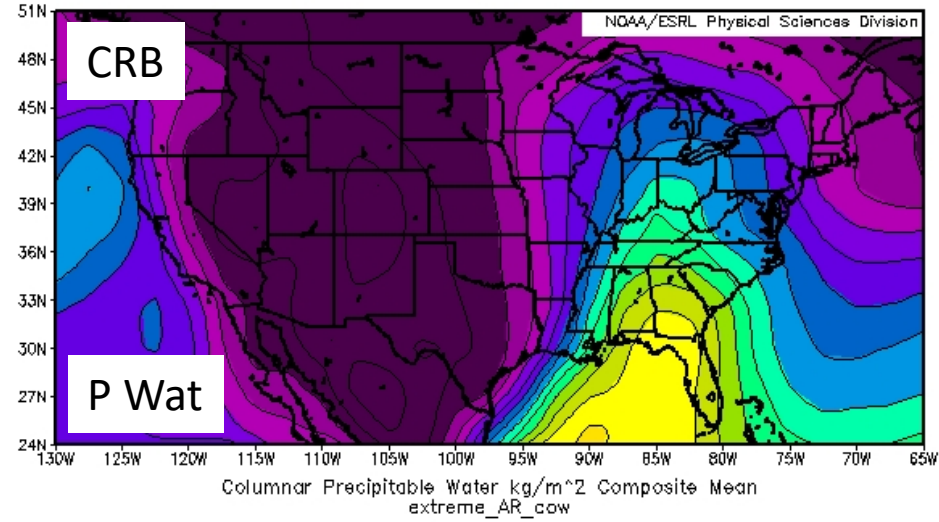 NOAA/ESRL Physical Sciences Division
CRB
P Wat
51N
48N
45N
42N
39N
36N
33N
30N
27N
24N
130W 125W 120W 115W 110W 105W 100W 95W 90W 85W 80W 75W 70W 65W
Columnar Precipitable Water kg/m^2 Composite Mean
extreme_AR_cow